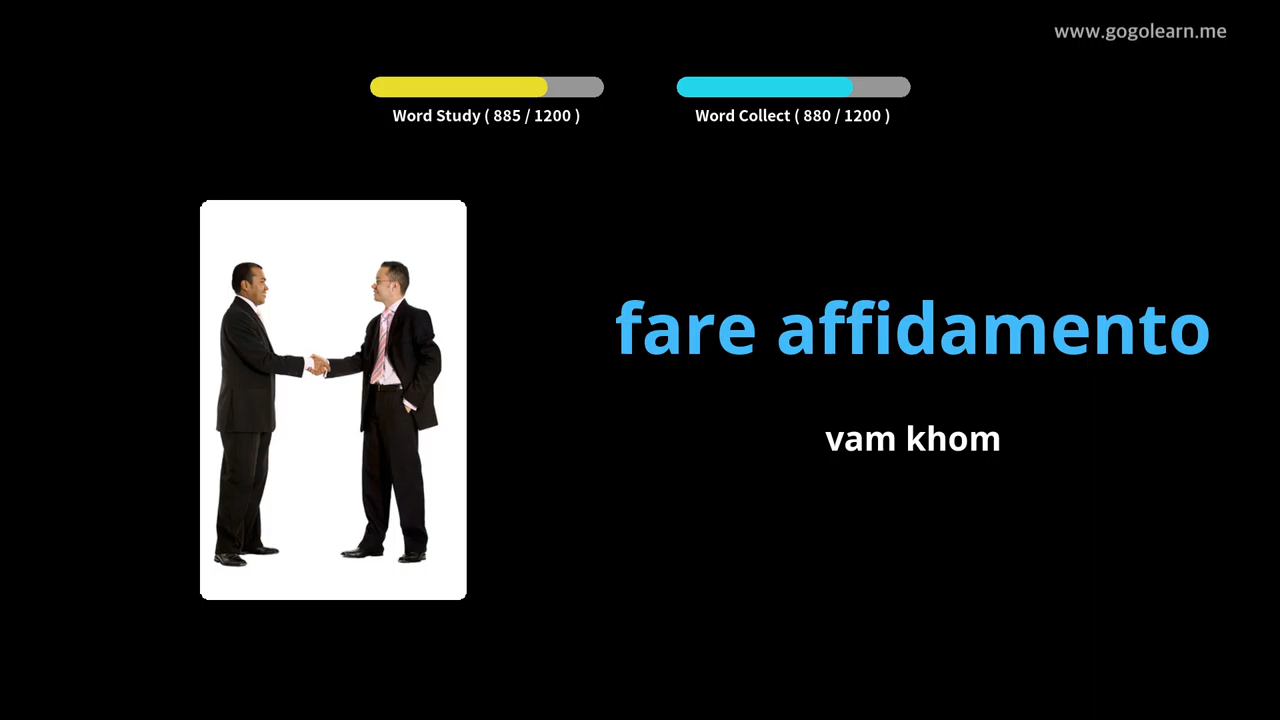 www.gogolearn.me
Word Study ( 885 / 1200 )
Word Collect ( 880 / 1200 )
fare affidamento
vam khom